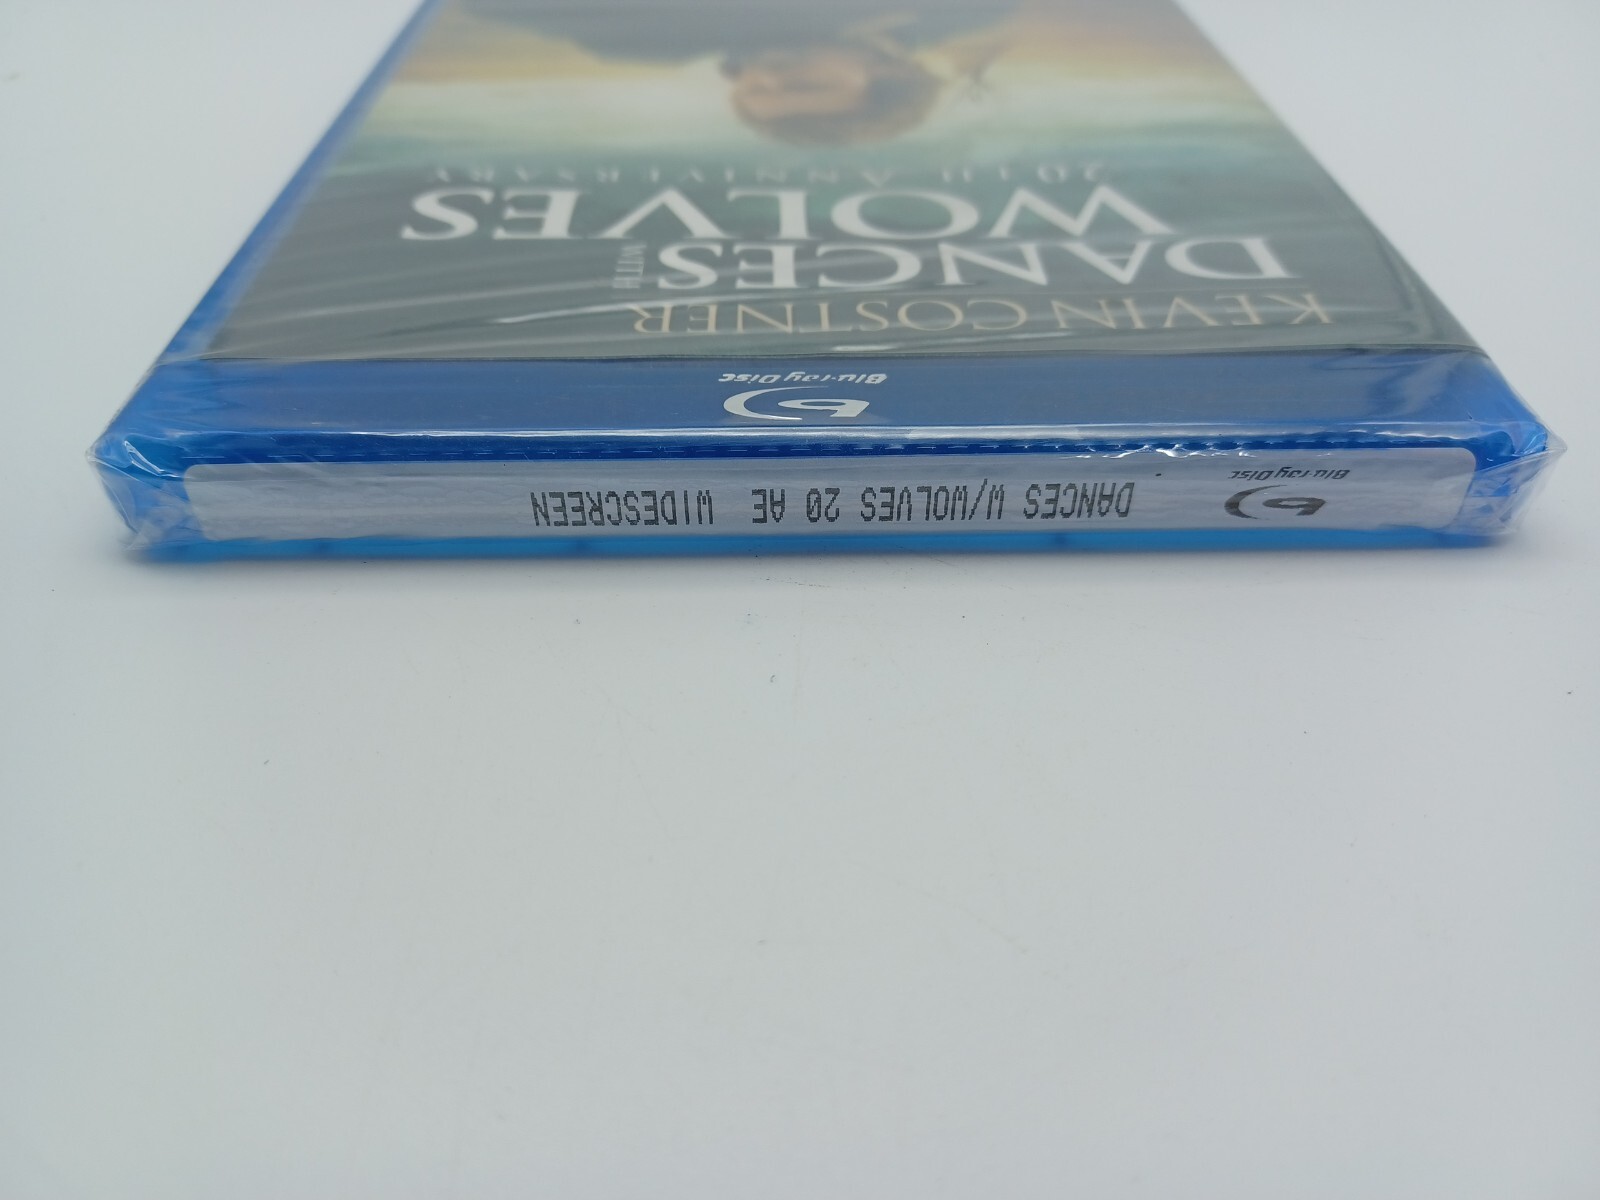 KEVIN COSTNER
DANCES WITH
WOLVES
20TH ANNIVERSARY
Blu-ray Disc
Blu-ray Disc
DANCES W/WOLVES 20 AE WIDESCREEN